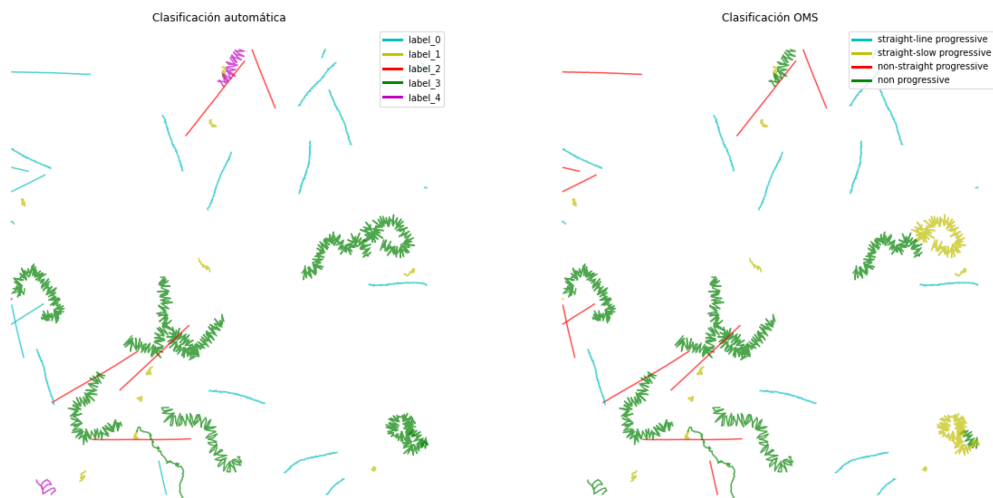 Clasificación automática
label_0
label_1
label_2
label_3
label_4
Clasificación OMS
straight-line progressive
straight-slow progressive
non-straight progressive
non progressive